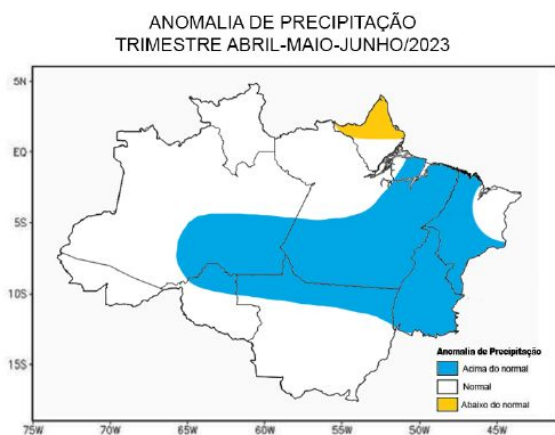 ANOMALIA DE PRECIPITAÇÃO
TRIMESTRE ABRIL-MAIO-JUNHO/2023
5N
EQ
5S
10S
15S
75W
70W
65W
60W
55W
50W
45W
Anomalia de Precipitação
Acima do normal
Normal
Abaixo do normal